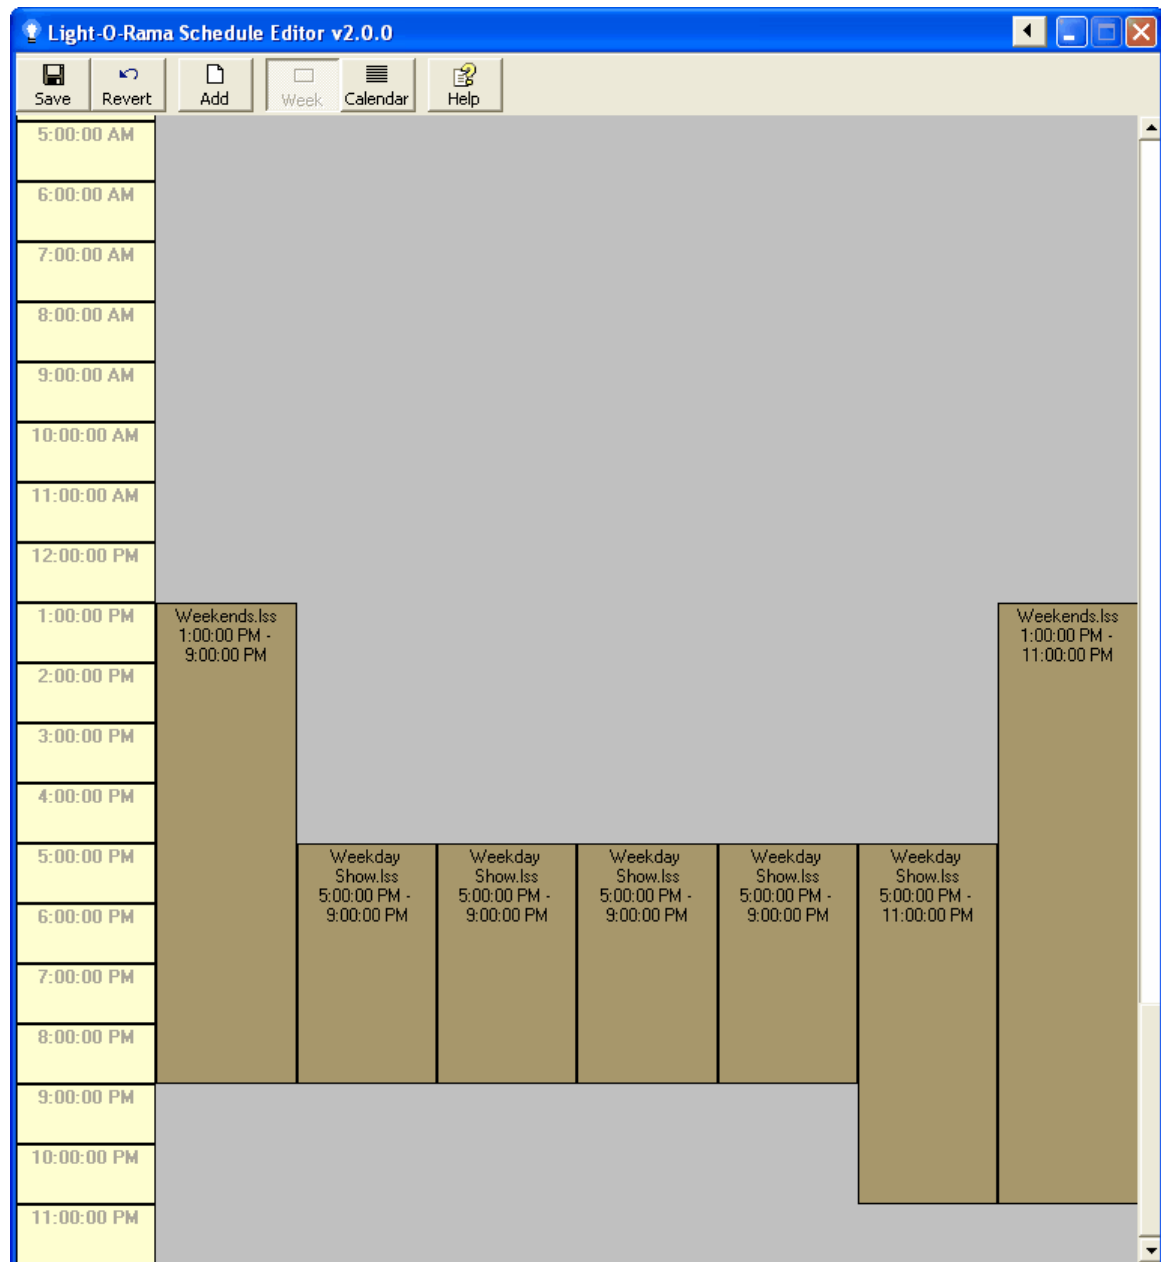 Light-O-Rama Schedule Editor v2.0.0
Save Revert Add Week Calendar Help
5:00:00 AM
6:00:00 AM
7:00:00 AM
8:00:00 AM
9:00:00 AM
10:00:00 AM
11:00:00 AM
12:00:00 PM
1:00:00 PM
2:00:00 PM
3:00:00 PM
4:00:00 PM
5:00:00 PM
6:00:00 PM
7:00:00 PM
8:00:00 PM
9:00:00 PM
10:00:00 PM
11:00:00 PM
Weekends.lss
1:00:00 PM -
9:00:00 PM
Weekday
Show.lss
5:00:00 PM -
9:00:00 PM
Weekday
Show.lss
5:00:00 PM -
9:00:00 PM
Weekday
Show.lss
5:00:00 PM -
9:00:00 PM
Weekday
Show.lss
5:00:00 PM -
9:00:00 PM
Weekday
Show.lss
5:00:00 PM -
11:00:00 PM
Weekends.lss
1:00:00 PM -
11:00:00 PM